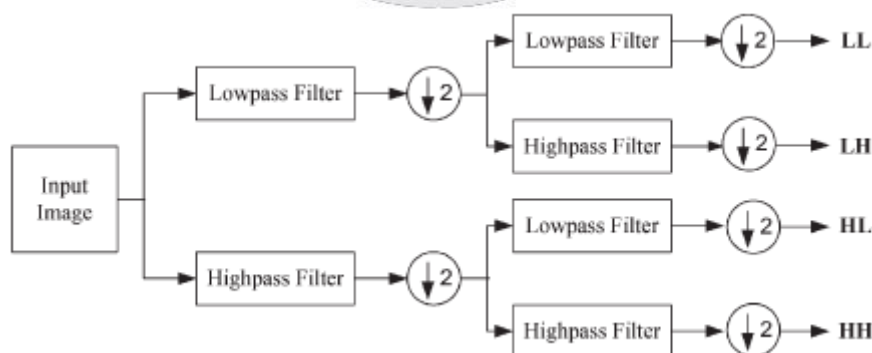 Lowpass Filter ↓2 LL
Lowpass Filter ↓2
Highpass Filter ↓2 LH
Input
Image
Lowpass Filter ↓2 HL
Highpass Filter ↓2
Highpass Filter ↓2 HH